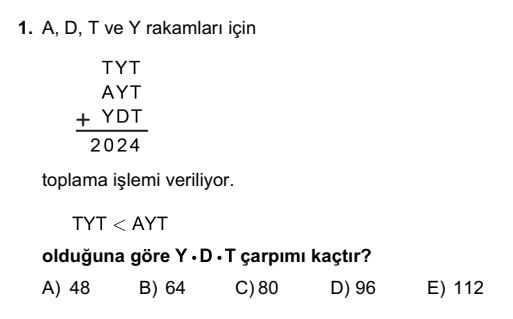 1. A, D, T ve Y rakamları için
TYT
AYT
+ YDT
2024
toplama işlemi veriliyor.
TYT < AYT
olduğuna göre Y · D · T çarpımı kaçtır?
A) 48 B) 64 C) 80 D) 96 E) 112